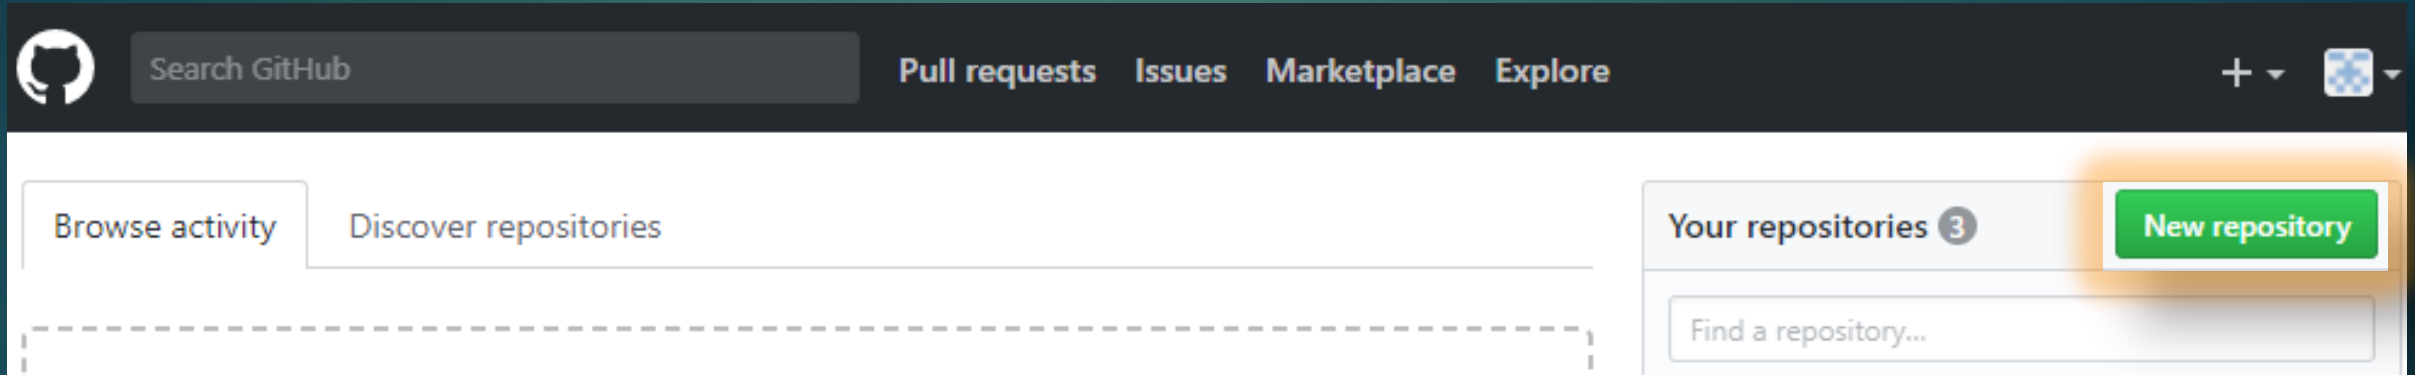 Search GitHub
Pull requests Issues Marketplace Explore
Browse activity
Discover repositories
Your repositories 3
New repository
Find a repository...